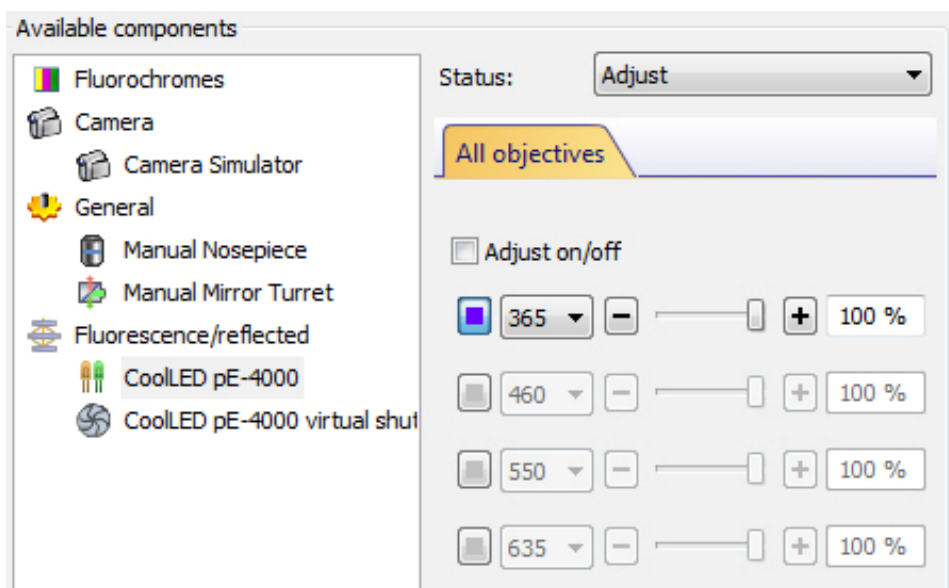 Available components
Fluorochromes
Camera
Camera Simulator
General
Manual Nosepiece
Manual Mirror Turret
Fluorescence/reflected
CoolLED pE-4000
CoolLED pE-4000 virtual shut
Status: Adjust
All objectives
Adjust on/off
365 100 %
460 100 %
550 100 %
635 100 %